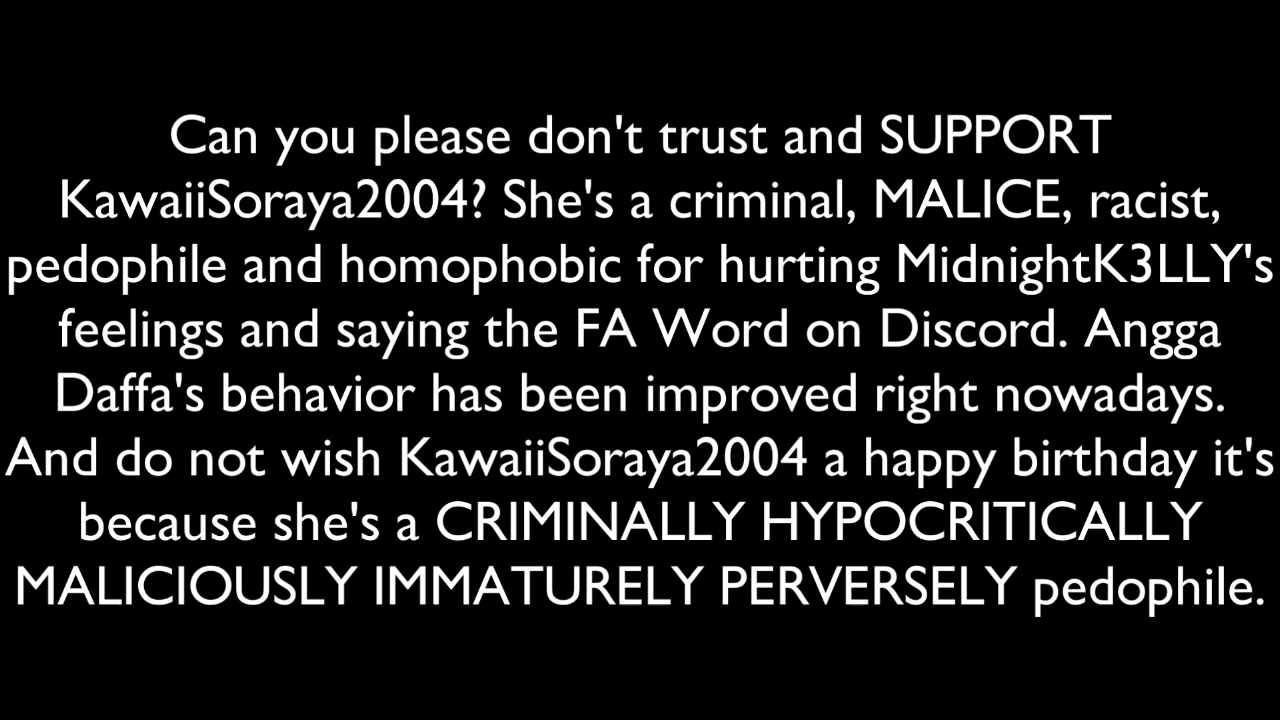 Can you please don't trust and SUPPORT
KawaiiSoraya2004? She's a criminal, MALICE, racist,
pedophile and homophobic for hurting MidnightK3LLY's
feelings and saying the FA Word on Discord. Angga
Daffa's behavior has been improved right nowadays.
And do not wish KawaiiSoraya2004 a happy birthday it's
because she's a CRIMINALLY HYPOCRITICALLY
MALICIOUSLY IMMATURELY PERVERSELY pedophile.